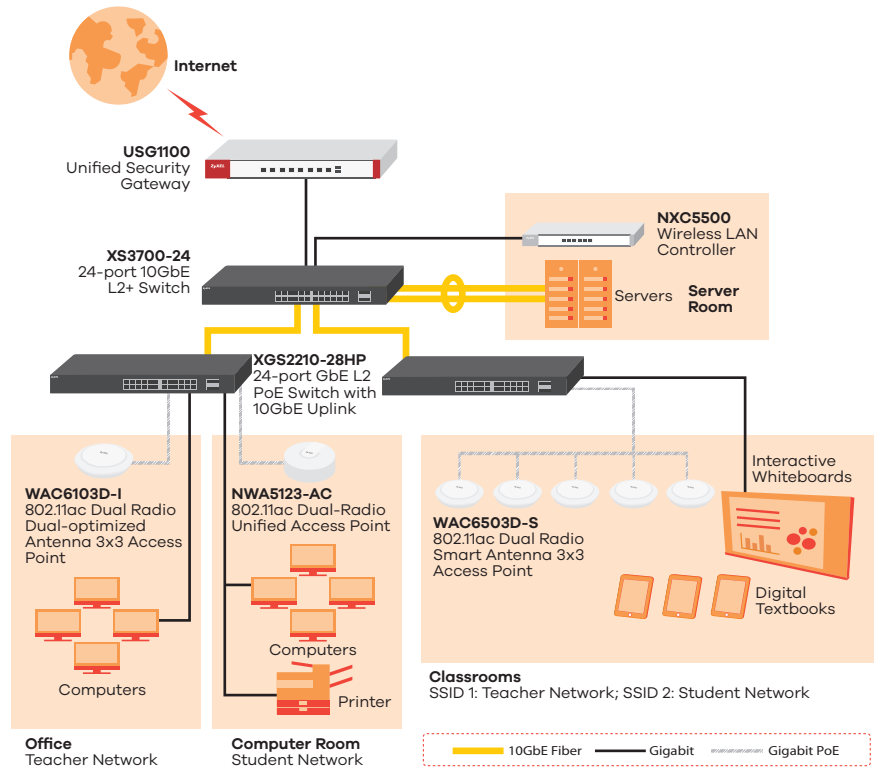 Internet
USG1100
Unified Security
Gateway
ZyXEL
NXC5500
Wireless LAN
Controller
XS3700-24
24-port 10GbE
L2+ Switch
Servers
Server
Room
XGS2210-28HP
24-port GbE L2
PoE Switch with
10GbE Uplink
WAC6103D-I
802.11ac Dual Radio
Dual-optimized
Antenna 3x3 Access
Point
Computers
NWA5123-AC
802.11ac Dual-Radio
Unified Access Point
Computers
Printer
Interactive
Whiteboards
WAC6503D-S
802.11ac Dual Radio
Smart Antenna 3x3
Access Point
Digital
Textbooks
Classrooms
SSID 1: Teacher Network; SSID 2: Student Network
Office
Teacher Network
Computer Room
Student Network
10GbE Fiber
Gigabit
Gigabit PoE